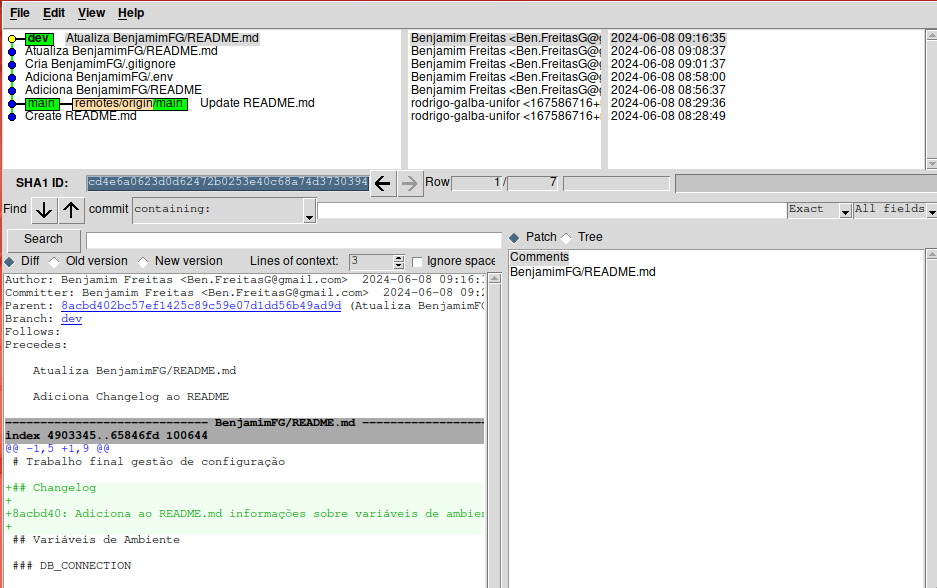 File Edit View Help
dev Atualiza BenjamimFG/README.md Benjamim Freitas <Ben.FreitasG@g 2024-06-08 09:16:35
Atualiza BenjamimFG/README.md Benjamim Freitas <Ben.FreitasG@g 2024-06-08 09:08:37
Cria BenjamimFG/.gitignore Benjamim Freitas <Ben.FreitasG@g 2024-06-08 09:01:37
Adiciona BenjamimFG/.env Benjamim Freitas <Ben.FreitasG@g 2024-06-08 08:58:00
Adiciona BenjamimFG/README Benjamim Freitas <Ben.FreitasG@g 2024-06-08 08:56:37
main remotes/origin/main Update README.md rodrigo-galba-unifor <167586716+ 2024-06-08 08:29:36
Create README.md rodrigo-galba-unifor <167586716+ 2024-06-08 08:28:49
SHA1 ID: cd4e6a0623d0d62472b0253e40c68a74d3730394 Row 1 / 7
Find commit containing: Exact All fields
Search
Diff Old version New version Lines of context: 3 Ignore space
Patch Tree
Author: Benjamim Freitas <Ben.FreitasG@gmail.com> 2024-06-08 09:16:
Committer: Benjamim Freitas <Ben.FreitasG@gmail.com> 2024-06-08 09:
Parent: 8acbd402bc57ef1425c89c59e07d1dd56b49ad9d (Atualiza BenjamimFG
Branch: dev
Follows:
Precedes:
Atualiza BenjamimFG/README.md
Adiciona Changelog ao README
BenjamimFG/README.md
index 4903345..65846fd 100644
@@ -1,5 +1,9 @@
# Trabalho final gestão de configuração
+## Changelog
+
+8acbd40: Adiciona ao README.md informações sobre variáveis de ambien
+
## Variáveis de Ambiente
### DB_CONNECTION
Comments
BenjamimFG/README.md